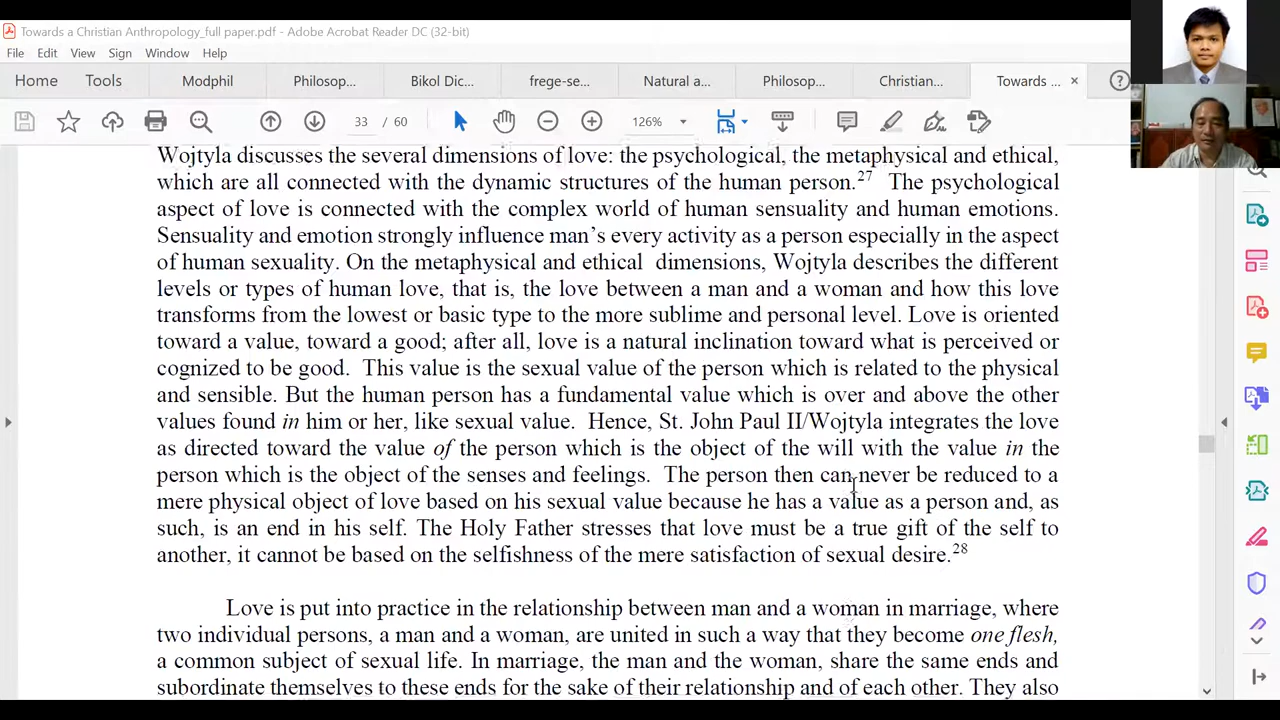 Towards a Christian Anthropology_full paper.pdf - Adobe Acrobat Reader DC (32-bit)
File Edit View Sign Window Help
Home Tools Modphil Philosop... Bikol Dic... frege-se... Natural a... Philosop... Christian... Towards ... ×
33 / 60 126%
Wojtyla discusses the several dimensions of love: the psychological, the metaphysical and ethical,
which are all connected with the dynamic structures of the human person.27 The psychological
aspect of love is connected with the complex world of human sensuality and human emotions.
Sensuality and emotion strongly influence man's every activity as a person especially in the aspect
of human sexuality. On the metaphysical and ethical dimensions, Wojtyla describes the different
levels or types of human love, that is, the love between a man and a woman and how this love
transforms from the lowest or basic type to the more sublime and personal level. Love is oriented
toward a value, toward a good; after all, love is a natural inclination toward what is perceived or
cognized to be good. This value is the sexual value of the person which is related to the physical
and sensible. But the human person has a fundamental value which is over and above the other
values found in him or her, like sexual value. Hence, St. John Paul II/Wojtyla integrates the love
as directed toward the value of the person which is the object of the will with the value in the
person which is the object of the senses and feelings. The person then can never be reduced to a
mere physical object of love based on his sexual value because he has a value as a person and, as
such, is an end in his self. The Holy Father stresses that love must be a true gift of the self to
another, it cannot be based on the selfishness of the mere satisfaction of sexual desire.28
Love is put into practice in the relationship between man and a woman in marriage, where
two individual persons, a man and a woman, are united in such a way that they become one flesh,
a common subject of sexual life. In marriage, the man and the woman, share the same ends and
subordinate themselves to these ends for the sake of their relationship and of each other. They also